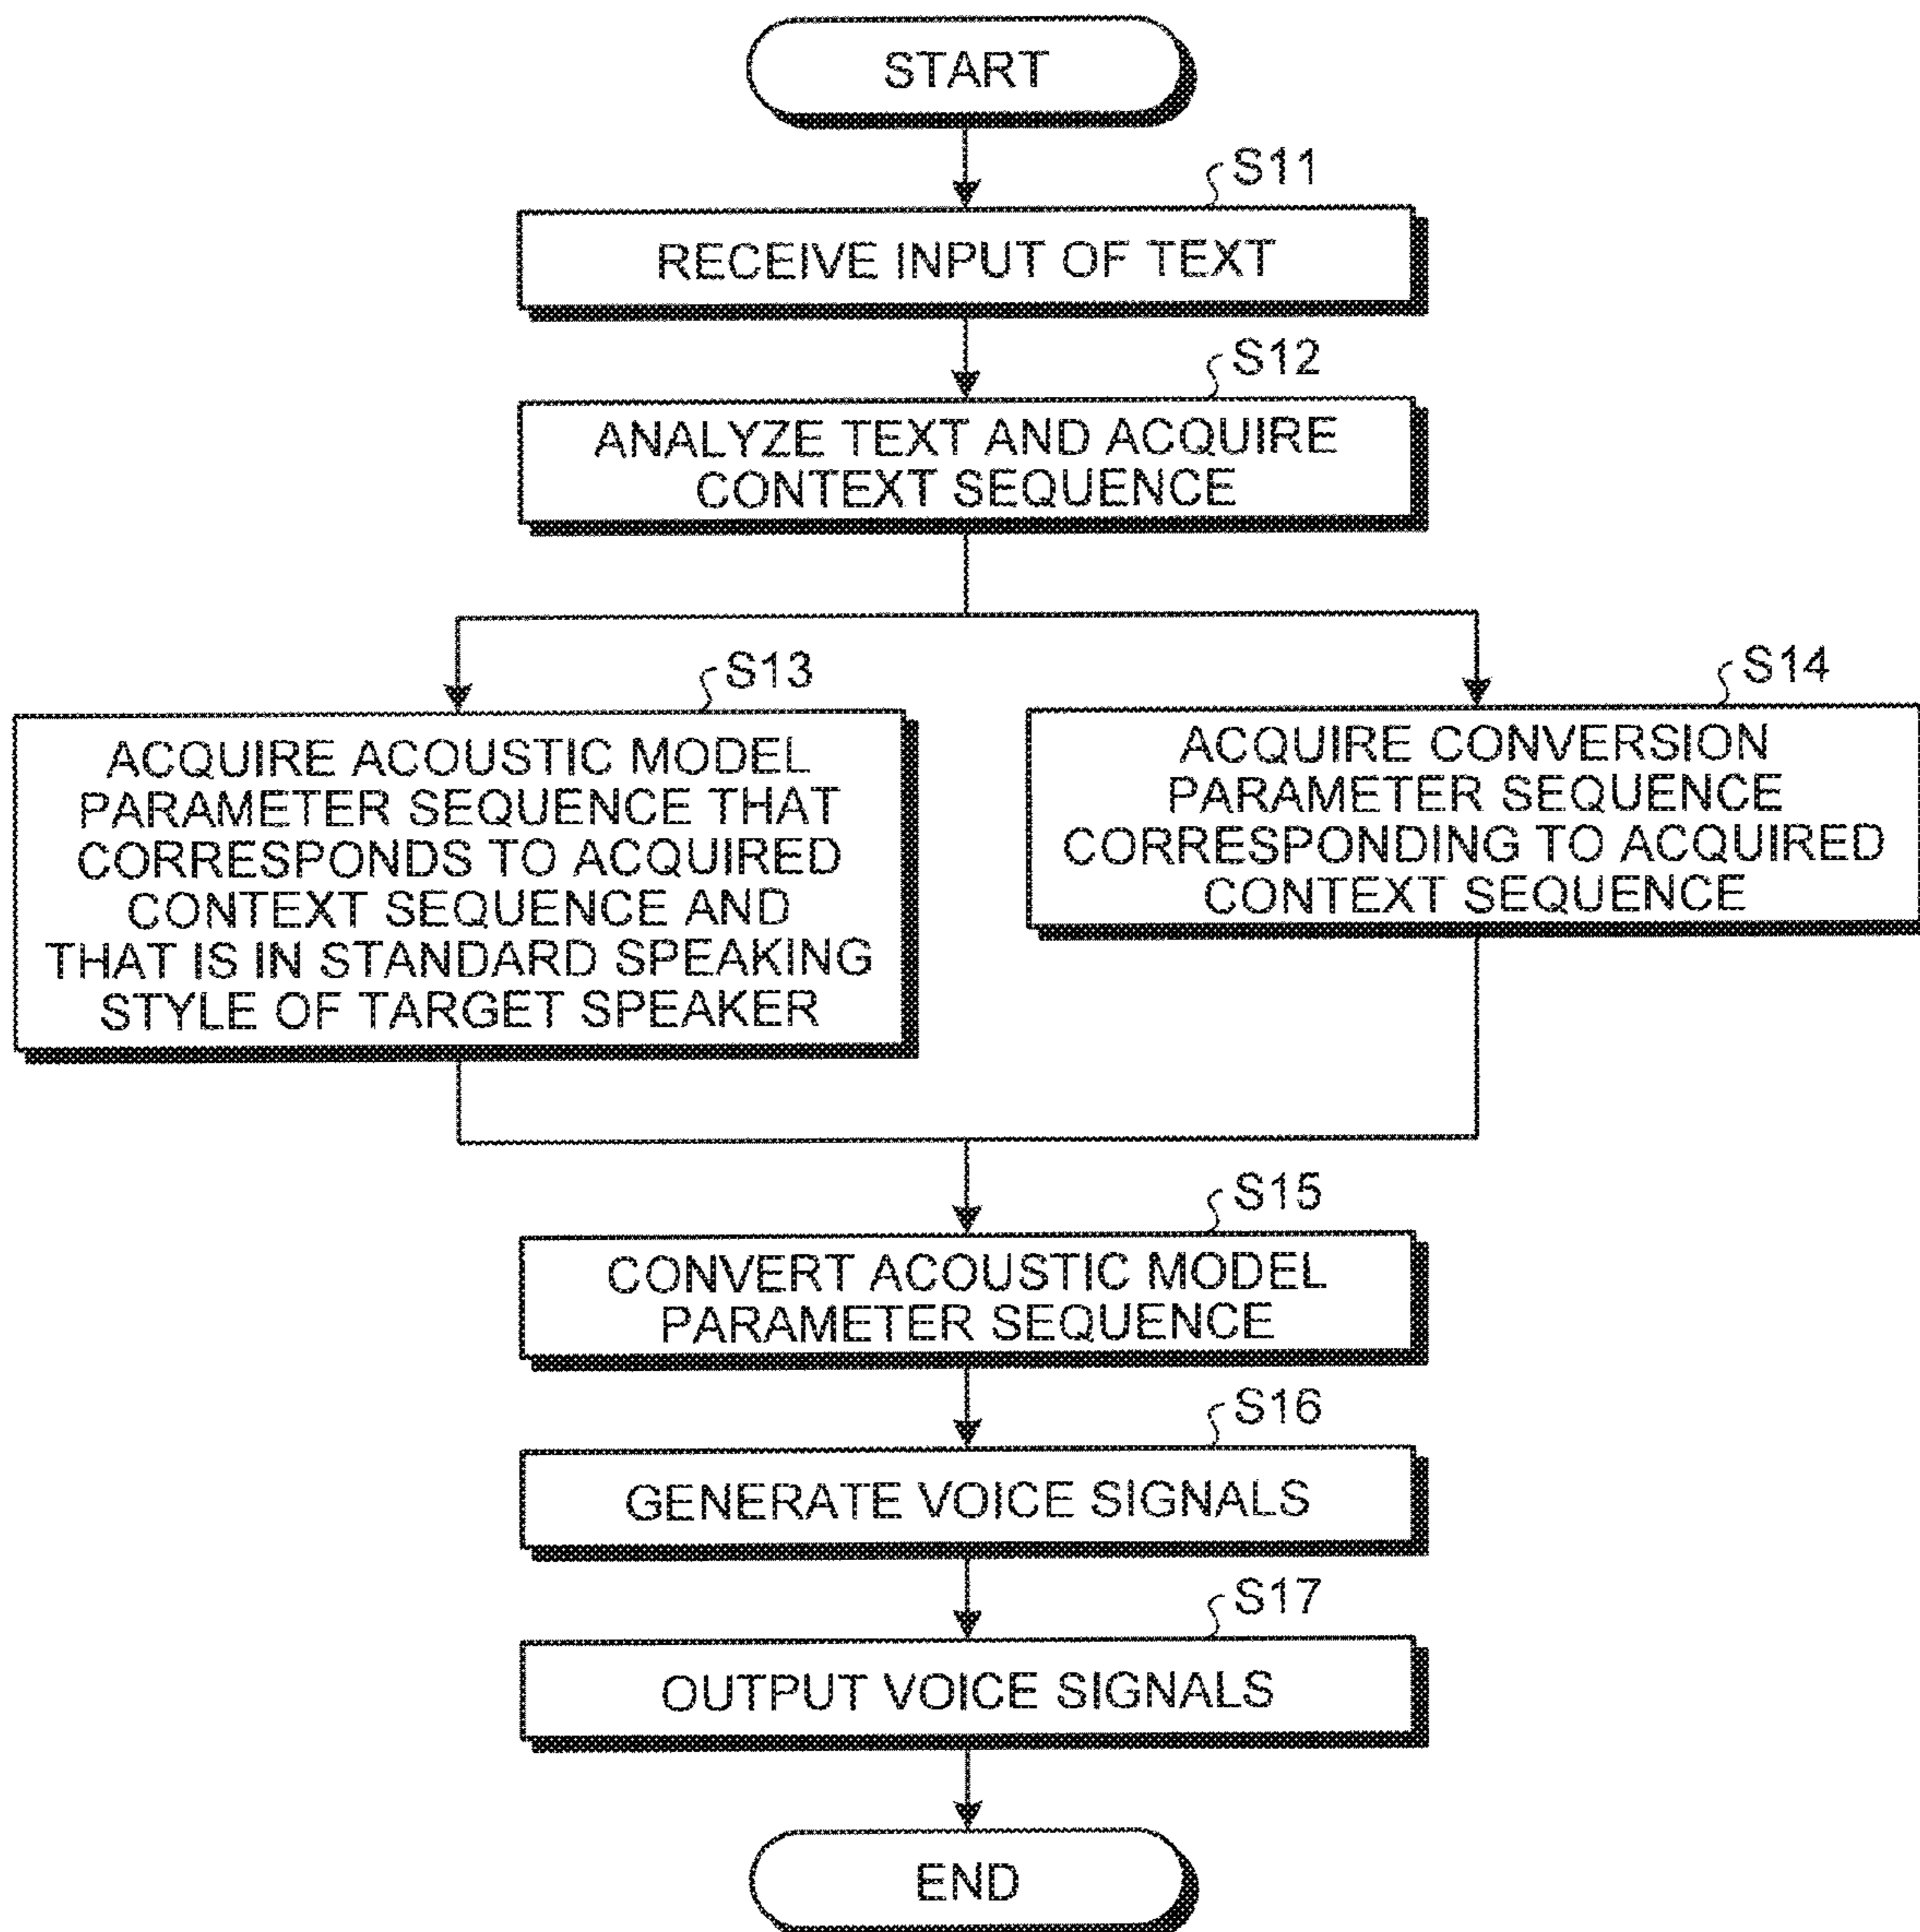 START
S11
RECEIVE INPUT OF TEXT
S12
ANALYZE TEXT AND ACQUIRE
CONTEXT SEQUENCE
S13
ACQUIRE ACOUSTIC MODEL
PARAMETER SEQUENCE THAT
CORRESPONDS TO ACQUIRED
CONTEXT SEQUENCE AND
THAT IS IN STANDARD SPEAKING
STYLE OF TARGET SPEAKER
S14
ACQUIRE CONVERSION
PARAMETER SEQUENCE
CORRESPONDING TO ACQUIRED
CONTEXT SEQUENCE
S15
CONVERT ACOUSTIC MODEL
PARAMETER SEQUENCE
S16
GENERATE VOICE SIGNALS
S17
OUTPUT VOICE SIGNALS
END